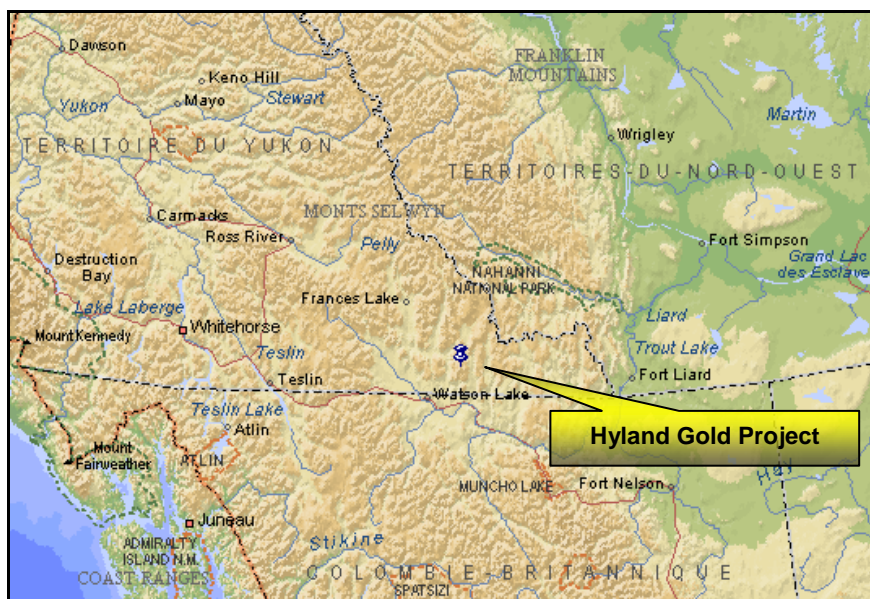 Dawson
FRANKLIN
MOUNTAINS
Keno Hill
Mayo
Stewart
Yukon
Martin
Wrigley
TERRITOIRE DU YUKON
TERRITOIRES-DU-NORD-OUEST
MONTS SELWYN
Carmacks
Ross River
Pelly
Fort Simpson
Destruction
Bay
Grand Lac
des Esclave
NAHANNI
NATIONAL PARK
Frances Lake
Lake Laberge
Liard
Mount Kennedy
Whitehorse
Trout Lake
Teslin
Teslin
Fort Liard
Watson Lake
Teslin Lake
Atlin
Hyland Gold Project
Mount
Fairweather
ATLIN
Hay
MUNCHO LAKE
Fort Nelson
Juneau
Stikine
ADMIRALTY
ISLAND N.M.
COAST RANGES
COLOMBIE-BRITANNIQUE
SPATSIZI